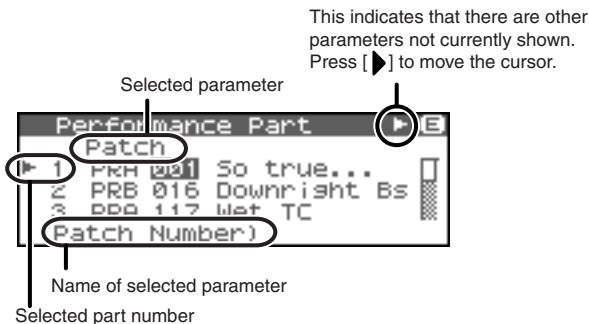 This indicates that there are other
parameters not currently shown.
Press [ ] to move the cursor.
Selected parameter
Performance Part E
Patch
1 PRA 001 So true...
2 PRB 016 Downright Bs
3 PRA 117 Wet TC
Patch Number)
Name of selected parameter
Selected part number